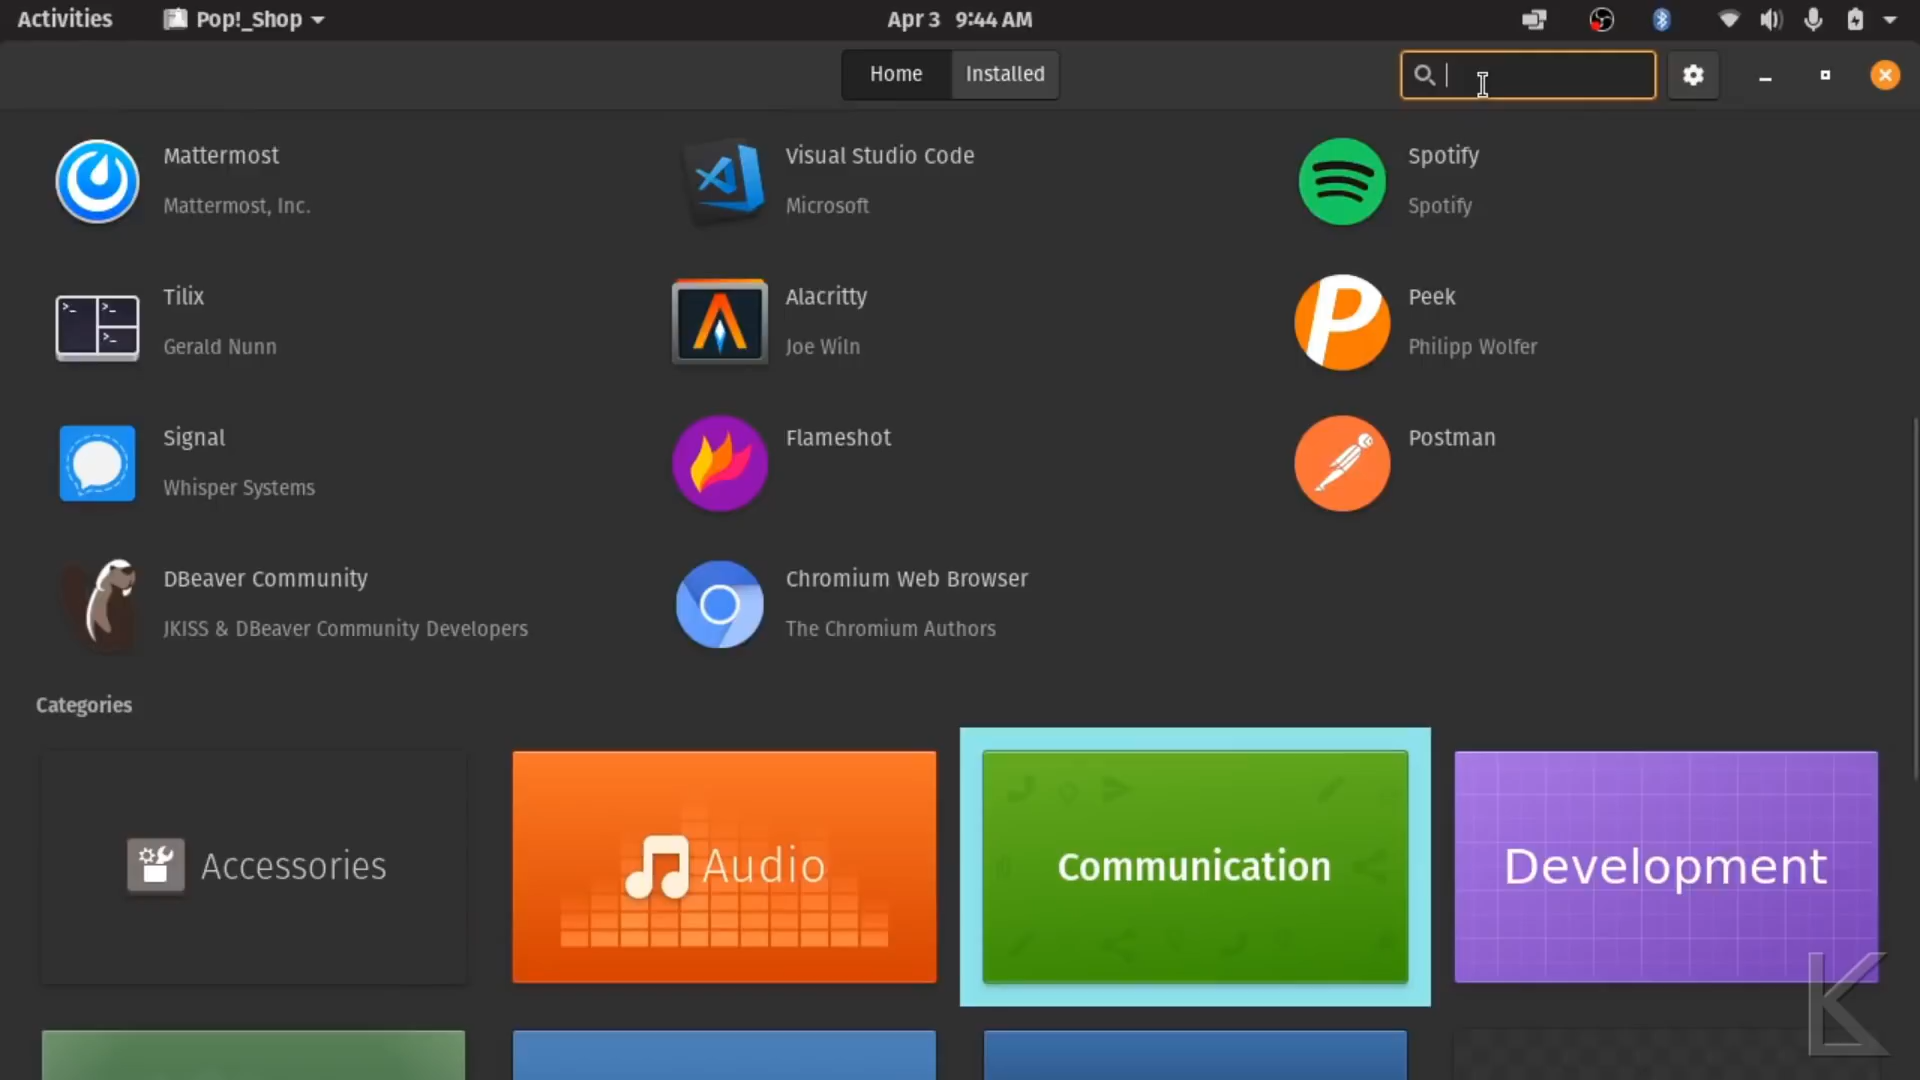 Activities
Pop!_Shop
Apr 3 9:44 AM
Home
Installed
Mattermost
Mattermost, Inc.
Visual Studio Code
Microsoft
Spotify
Spotify
Tilix
Gerald Nunn
Alacritty
Joe Wiln
Peek
Philipp Wolfer
Signal
Whisper Systems
Flameshot
Postman
DBeaver Community
JKISS & DBeaver Community Developers
Chromium Web Browser
The Chromium Authors
Categories
Accessories
Audio
Communication
Development
K